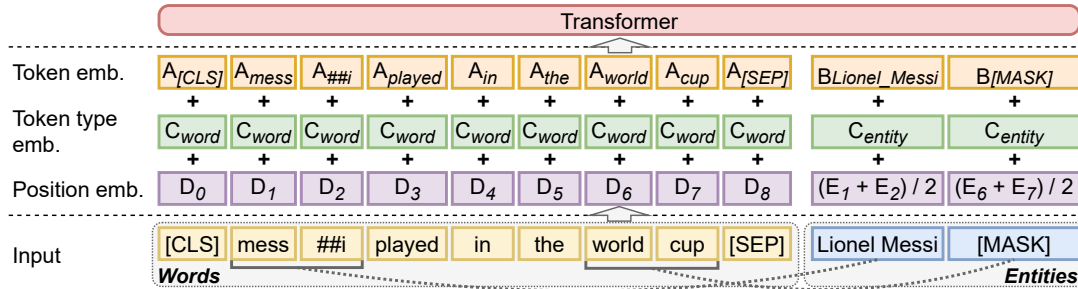 Transformer
Token emb. A[CLS] Amess A##i Aplayed Ain Athe Aworld Acup A[SEP] BLionel_Messi B[MASK]
+ + + + + + + + + + +
Token type emb. Cword Cword Cword Cword Cword Cword Cword Cword Cword Centity Centity
+ + + + + + + + + + +
Position emb. D0 D1 D2 D3 D4 D5 D6 D7 D8 (E1 + E2) / 2 (E6 + E7) / 2
Input [CLS] mess ##i played in the world cup [SEP] Lionel Messi [MASK]
Words Entities